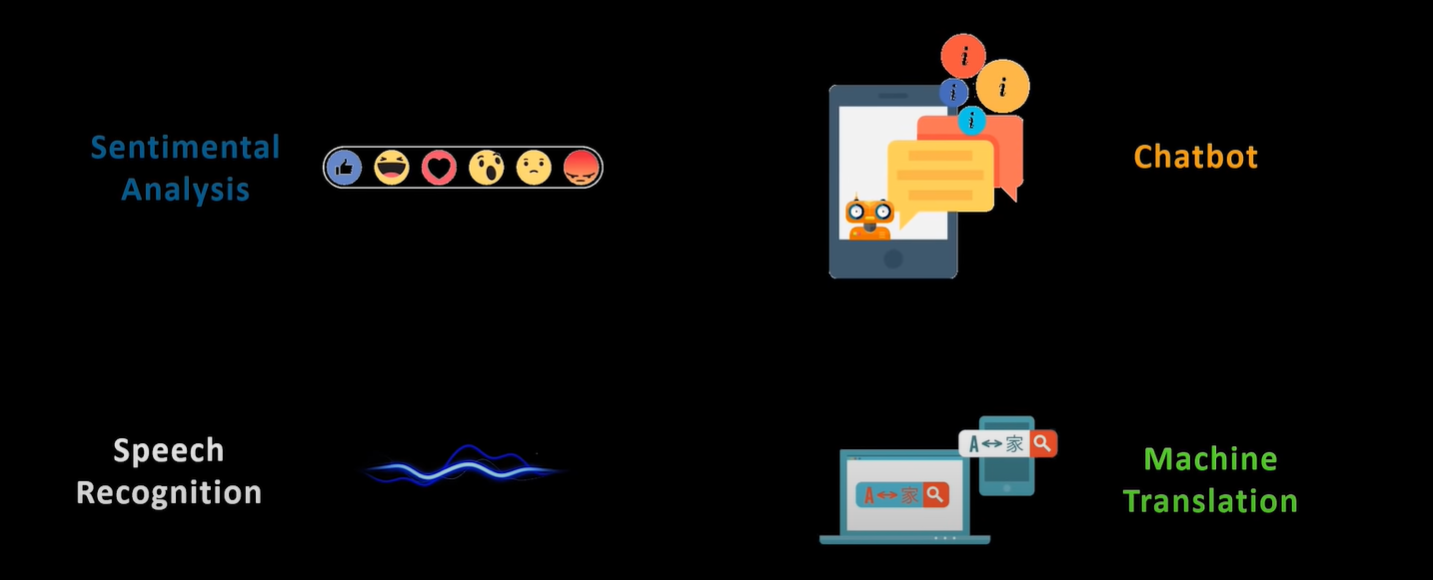 Sentimental
Analysis
i
i
i
i
Chatbot
Speech
Recognition
A↔家
A↔家
Machine
Translation